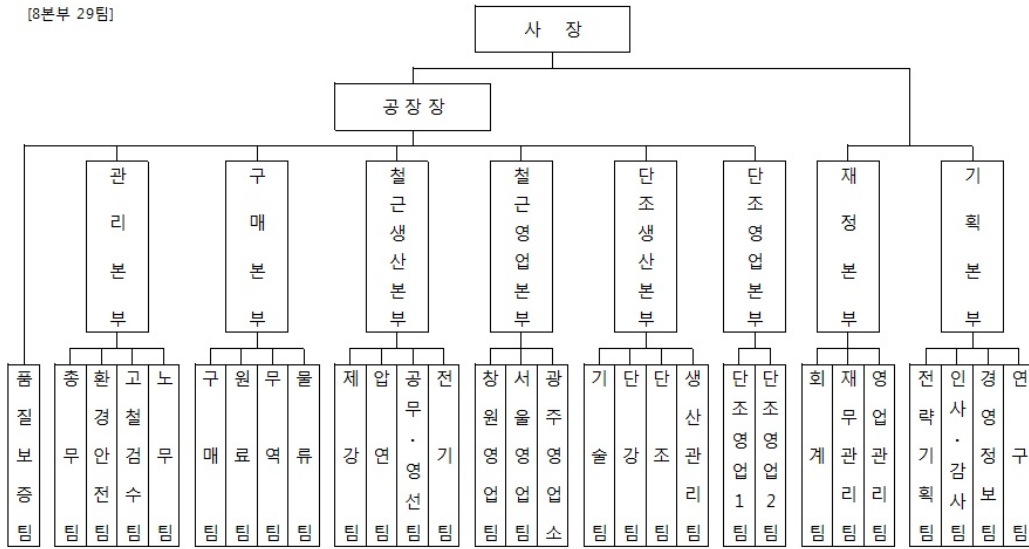 [8본부 29팀]
사 장
공 장 장
관리본부
구매본부
철근생산본부
철근영업본부
단조생산본부
단조영업본부
재정본부
기획본부
품질보증팀
총무팀
환경안전팀
고철검수팀
노무팀
구매팀
원료팀
무역팀
물류팀
제강팀
압연팀
공무·영선팀
전기팀
창원영업팀
서울영업팀
광주영업소
기술팀
단강팀
단조팀
생산관리팀
단조영업1팀
단조영업2팀
회계팀
재무관리팀
영업관리팀
전략기획팀
인사·감사팀
경영정보팀
연구팀